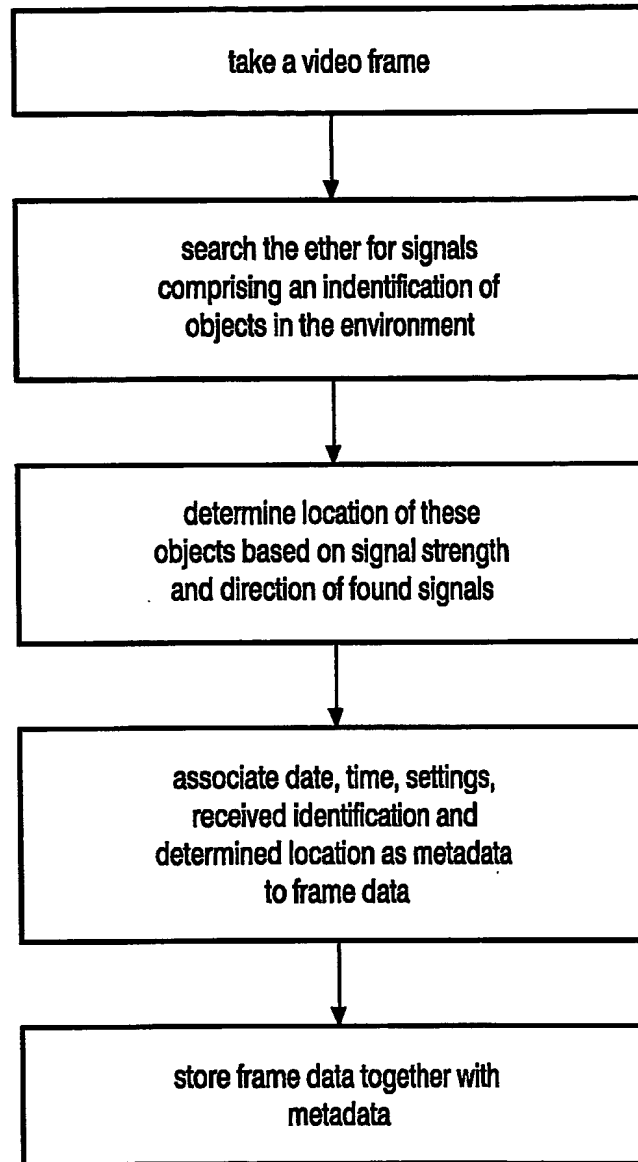 take a video frame
search the ether for signals
comprising an indentification of
objects in the environment
determine location of these
objects based on signal strength
and direction of found signals
associate date, time, settings,
received identification and
determined location as metadata
to frame data
store frame data together with
metadata